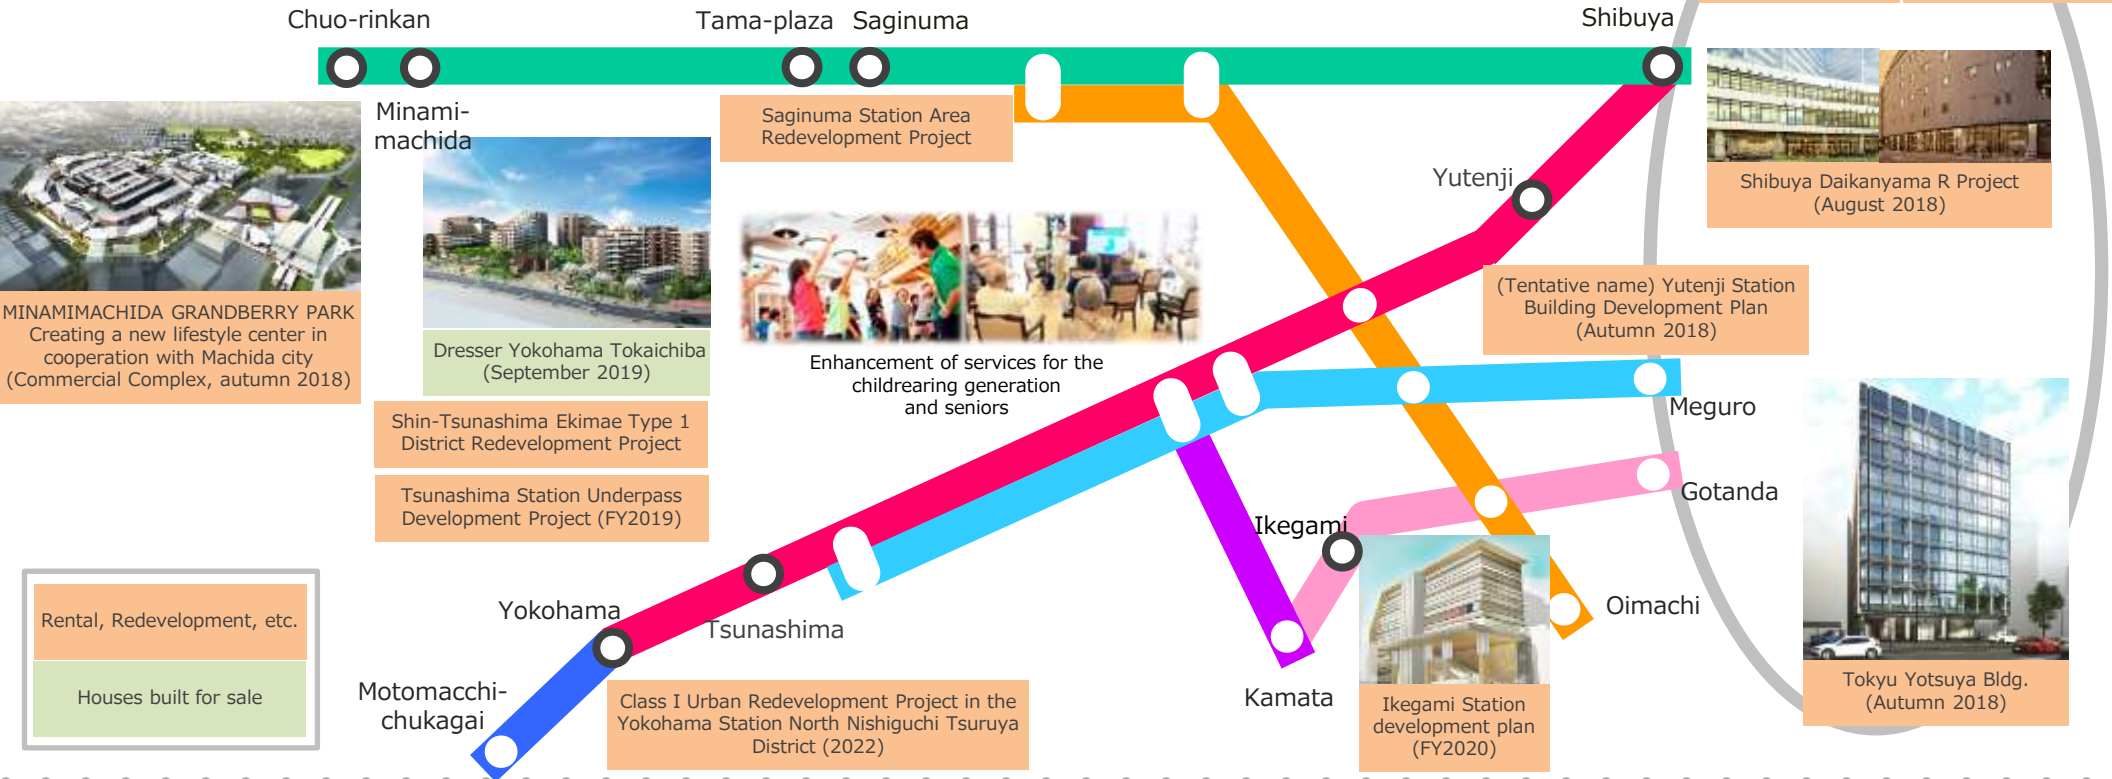 Chuo-rinkan
Tama-plaza
Saginuma
Shibuya
Minami-
machida
Saginuma Station Area
Redevelopment Project
Yutenji
Shibuya Daikanyama R Project
(August 2018)
MINAMIMACHIDA GRANDBERRY PARK
Creating a new lifestyle center in
cooperation with Machida city
(Commercial Complex, autumn 2018)
Dresser Yokohama Tokaichiba
(September 2019)
Enhancement of services for the
childrearing generation
and seniors
(Tentative name) Yutenji Station
Building Development Plan
(Autumn 2018)
Shin-Tsunashima Ekimae Type 1
District Redevelopment Project
Meguro
Tsunashima Station Underpass
Development Project (FY2019)
Gotanda
Ikegami
Yokohama
Tsunashima
Oimachi
Rental, Redevelopment, etc.
Houses built for sale
Motomacchi-
chukagai
Class I Urban Redevelopment Project in the
Yokohama Station North Nishiguchi Tsuruya
District (2022)
Kamata
Ikegami Station
development plan
(FY2020)
Tokyu Yotsuya Bldg.
(Autumn 2018)